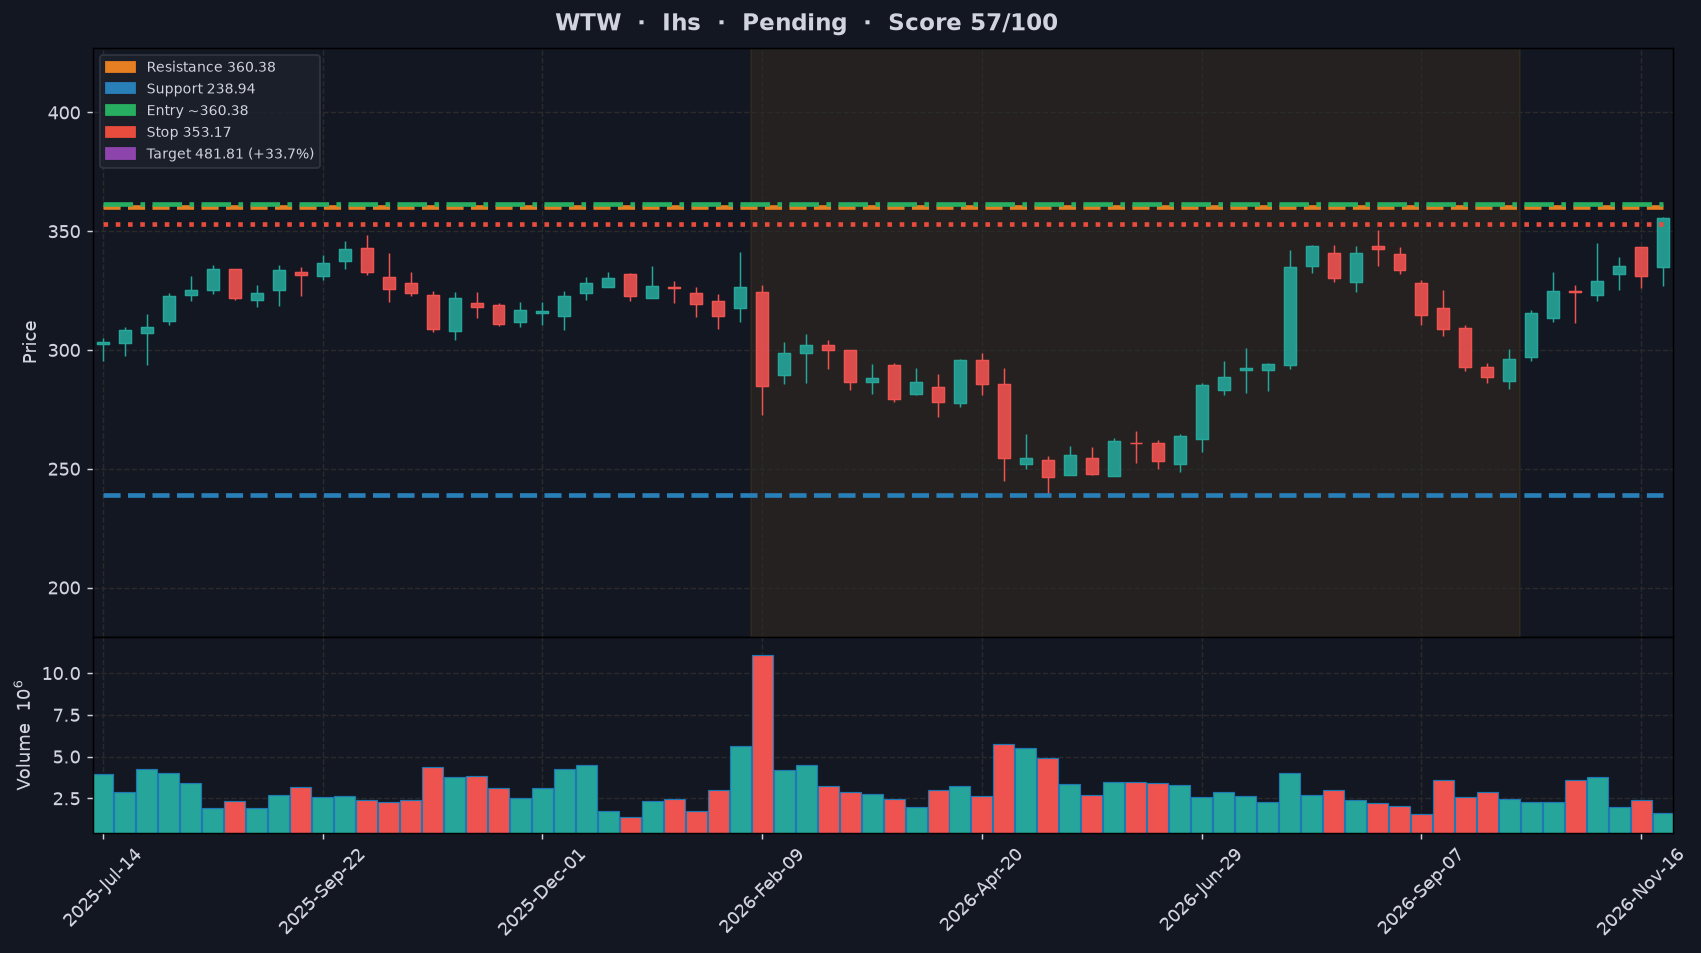 WTW · Ihs · Pending · Score 57/100
Resistance 360.38
Support 238.94
Entry ~360.38
Stop 353.17
Target 481.81 (+33.7%)
400
350
300
250
200
Price
10.0
7.5
5.0
2.5
Volume 10⁶
2025-Jul-14
2025-Sep-22
2025-Dec-01
2026-Feb-09
2026-Apr-20
2026-Jun-29
2026-Sep-07
2026-Nov-16